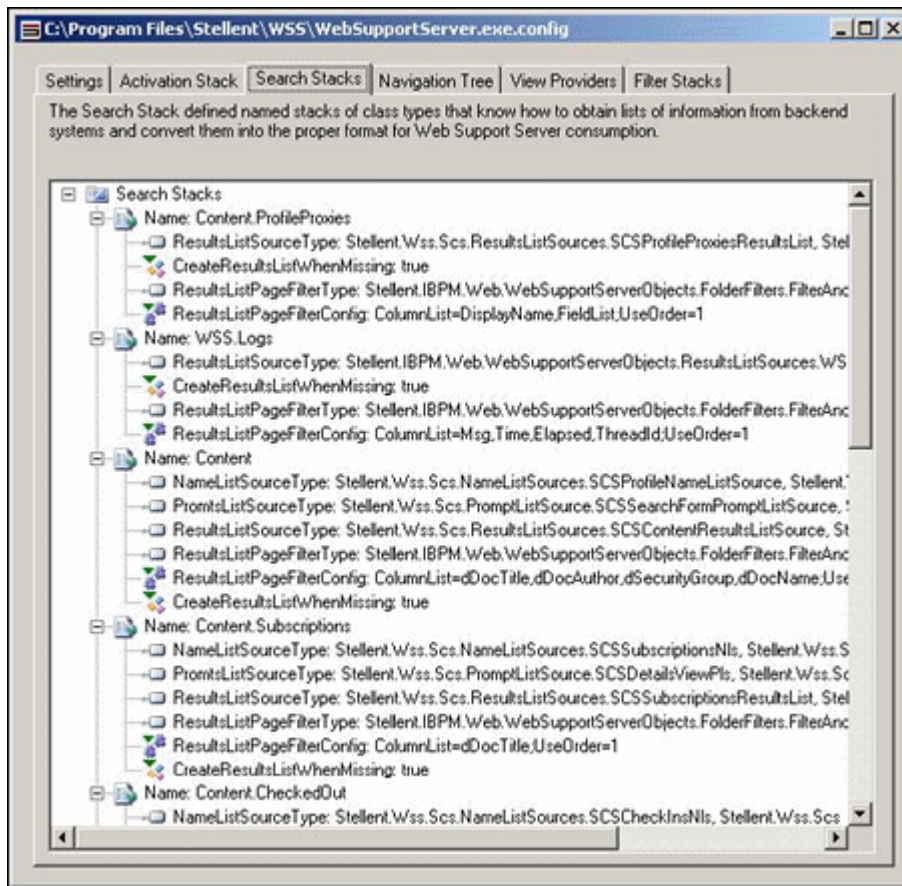 C:\Program Files\Stellent\WSS\WebSupportServer.exe.config
Settings Activation Stack Search Stacks Navigation Tree View Providers Filter Stacks
The Search Stack defined named stacks of class types that know how to obtain lists of information from backend
systems and convert them into the proper format for Web Support Server consumption.
Search Stacks
Name: Content.ProfileProxies
ResultsListSourceType: Stellent.Wss.Scs.ResultsListSources.SCSProfileProxiesResultsList, Stel
CreateResultsListWhenMissing: true
ResultsListPageFilterType: Stellent.IBPM.Web.WebSupportServerObjects.FolderFilters.FilterAnc
ResultsListPageFilterConfig: ColumnList=DisplayName,FieldList;UseOrder=1
Name: WSS.Logs
ResultsListSourceType: Stellent.IBPM.Web.WebSupportServerObjects.ResultsListSources.WS
CreateResultsListWhenMissing: true
ResultsListPageFilterType: Stellent.IBPM.Web.WebSupportServerObjects.FolderFilters.FilterAnc
ResultsListPageFilterConfig: ColumnList=Msg,Time,Elapsed,ThreadId;UseOrder=1
Name: Content
NameListSourceType: Stellent.Wss.Scs.NameListSources.SCSProfileNameListSource, Stellent.
PromtsListSourceType: Stellent.Wss.Scs.PromptListSource.SCSSearchFormPromptListSource,
ResultsListSourceType: Stellent.Wss.Scs.ResultsListSources.SCSContentResultsListSource, St
ResultsListPageFilterType: Stellent.IBPM.Web.WebSupportServerObjects.FolderFilters.FilterAnc
ResultsListPageFilterConfig: ColumnList=dDocTitle,dDocAuthor,dSecurityGroup,dDocName;Use
CreateResultsListWhenMissing: true
Name: Content.Subscriptions
NameListSourceType: Stellent.Wss.Scs.NameListSources.SCSSubscriptionsNls, Stellent.Wss.S
PromtsListSourceType: Stellent.Wss.Scs.PromptListSource.SCSDetailsViewPls, Stellent.Wss.Sc
ResultsListSourceType: Stellent.Wss.Scs.ResultsListSources.SCSSubscriptionsResultsList, Stel
ResultsListPageFilterType: Stellent.IBPM.Web.WebSupportServerObjects.FolderFilters.FilterAnc
ResultsListPageFilterConfig: ColumnList=dDocTitle;UseOrder=1
CreateResultsListWhenMissing: true
Name: Content.CheckedOut
NameListSourceType: Stellent.Wss.Scs.NameListSources.SCSCheckInsNls, Stellent.Wss.Scs